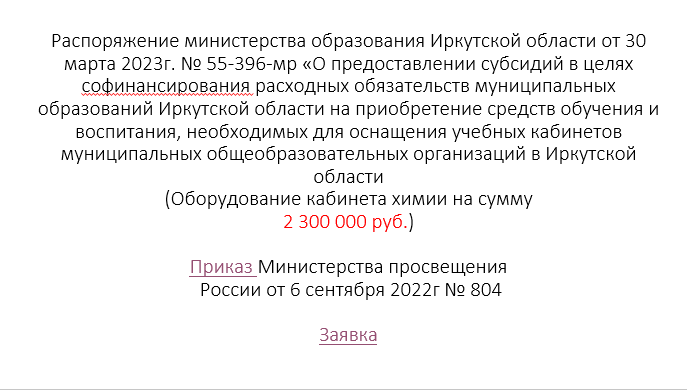 Распоряжение министерства образования Иркутской области от 30
марта 2023г. № 55-396-мр «О предоставлении субсидий в целях
софинансирования расходных обязательств муниципальных
образований Иркутской области на приобретение средств обучения и
воспитания, необходимых для оснащения учебных кабинетов
муниципальных общеобразовательных организаций в Иркутской
области
(Оборудование кабинета химии на сумму
2 300 000 руб.)
Приказ Министерства просвещения
России от 6 сентября 2022г № 804
Заявка